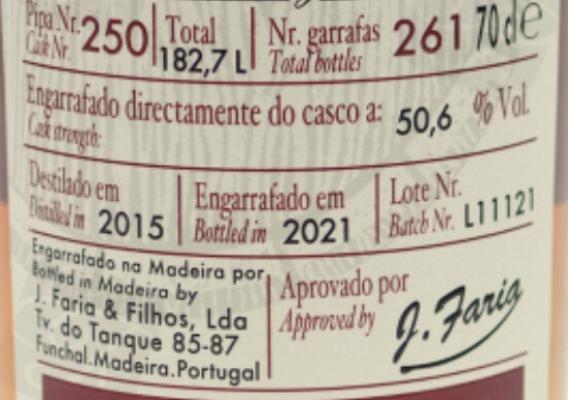 Pipa Nr. 250 Total Nr. garrafas 261 70 cl e
Cask Nr. 182,7 L Total bottles
Engarrafado directamente do casco a: 50,6 % Vol.
Cask strength:
Destilado em Engarrafado em Lote Nr.
Distilled in 2015 Bottled in 2021 Batch Nr. L11121
Engarrafado na Madeira por
Bottled in Madeira by
J. Faria & Filhos, Lda
Tv. do Tanque 85-87
Funchal.Madeira.Portugal
Aprovado por
Approved by J. Faria